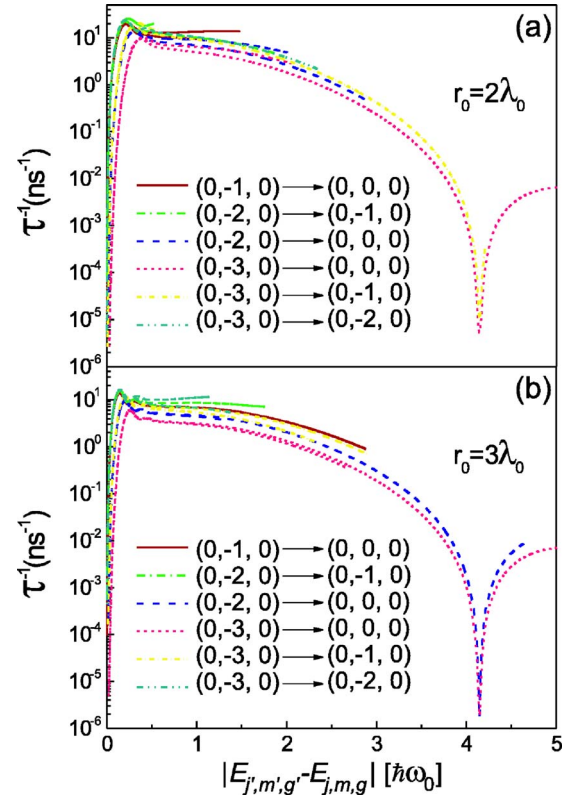 (a)
10¹
10⁰
10⁻¹
10⁻²
10⁻³
10⁻⁴
10⁻⁵
10⁻⁶
τ⁻¹(ns⁻¹)
r₀=2λ₀
(0,-1, 0)→(0, 0, 0)
(0,-2, 0)→(0,-1, 0)
(0,-2, 0)→(0, 0, 0)
(0,-3, 0)→(0, 0, 0)
(0,-3, 0)→(0,-1, 0)
(0,-3, 0)→(0,-2, 0)
(b)
10¹
10⁰
10⁻¹
10⁻²
10⁻³
10⁻⁴
10⁻⁵
10⁻⁶
τ⁻¹(ns⁻¹)
r₀=3λ₀
(0,-1, 0)→(0, 0, 0)
(0,-2, 0)→(0,-1, 0)
(0,-2, 0)→(0, 0, 0)
(0,-3, 0)→(0, 0, 0)
(0,-3, 0)→(0,-1, 0)
(0,-3, 0)→(0,-2, 0)
0 1 2 3 4 5
|E_{j',m',g'}-E_{j,m,g}| [ħω₀]